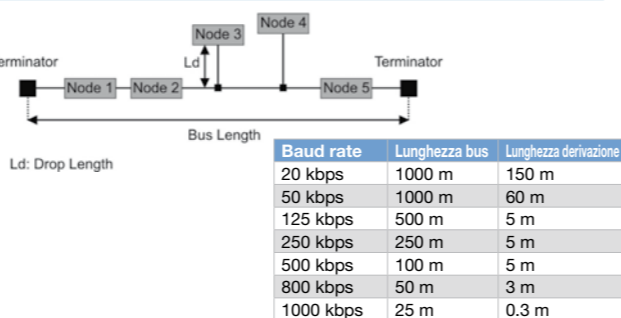 Node 4
Node 3
erminator
Ld
Terminator
Node 1
Node 2
Node 5
Bus Length
Ld: Drop Length
Baud rate Lunghezza bus Lunghezza derivazione
20 kbps 1000 m 150 m
50 kbps 1000 m 60 m
125 kbps 500 m 5 m
250 kbps 250 m 5 m
500 kbps 100 m 5 m
800 kbps 50 m 3 m
1000 kbps 25 m 0.3 m